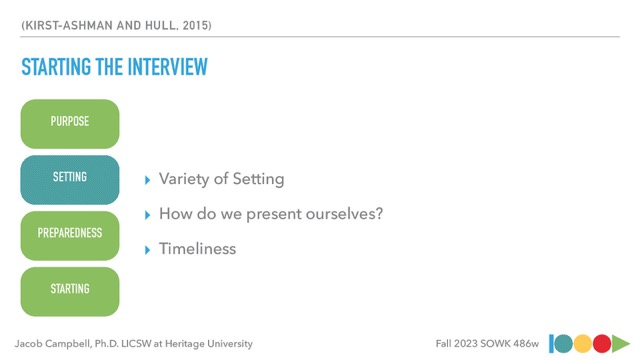 (KIRST-ASHMAN AND HULL, 2015)
STARTING THE INTERVIEW
PURPOSE
SETTING
PREPAREDNESS
STARTING
▸ Variety of Setting
▸ How do we present ourselves?
▸ Timeliness
Jacob Campbell, Ph.D. LICSW at Heritage University
Fall 2023 SOWK 486w